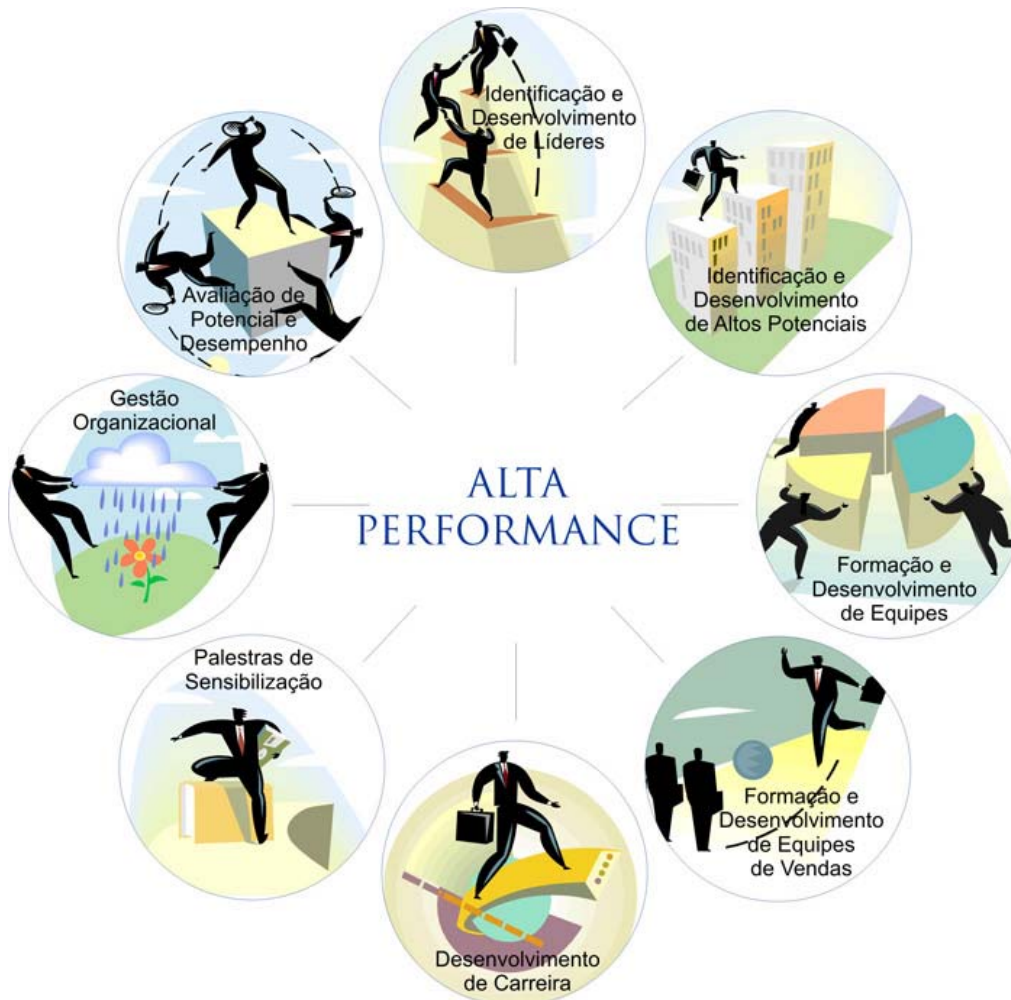 Identificação e
Desenvolvimento
de Líderes
Identificação e
Desenvolvimento
de Altos Potenciais
Formação e
Desenvolvimento
de Equipes
Formação e
Desenvolvimento
de Equipes
de Vendas
Desenvolvimento
de Carreira
Palestras de
Sensibilização
Gestão
Organizacional
Avaliação de
Potencial e
Desempenho
ALTA
PERFORMANCE